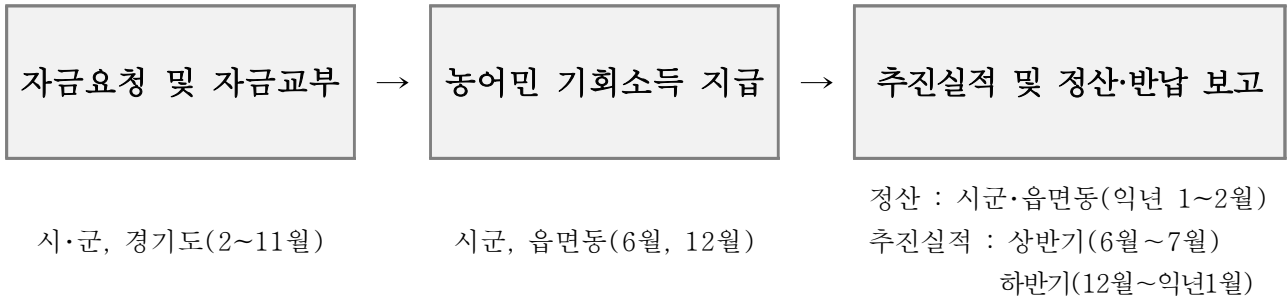 자금요청 및 자금교부 → 농어민 기회소득 지급 → 추진실적 및 정산·반납 보고
시·군, 경기도(2~11월)
시군, 읍면동(6월, 12월)
정산 : 시군·읍면동(익년 1~2월)
추진실적 : 상반기(6월~7월)
하반기(12월~익년1월)